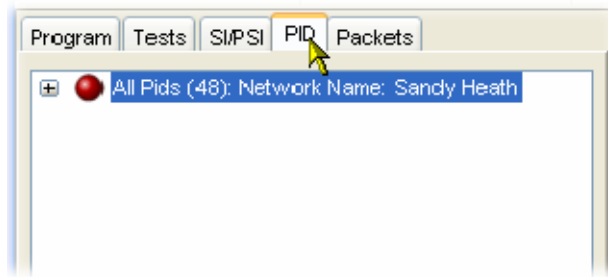 Program Tests SI/PSI PID Packets
All Pids (48): Network Name: Sandy Heath